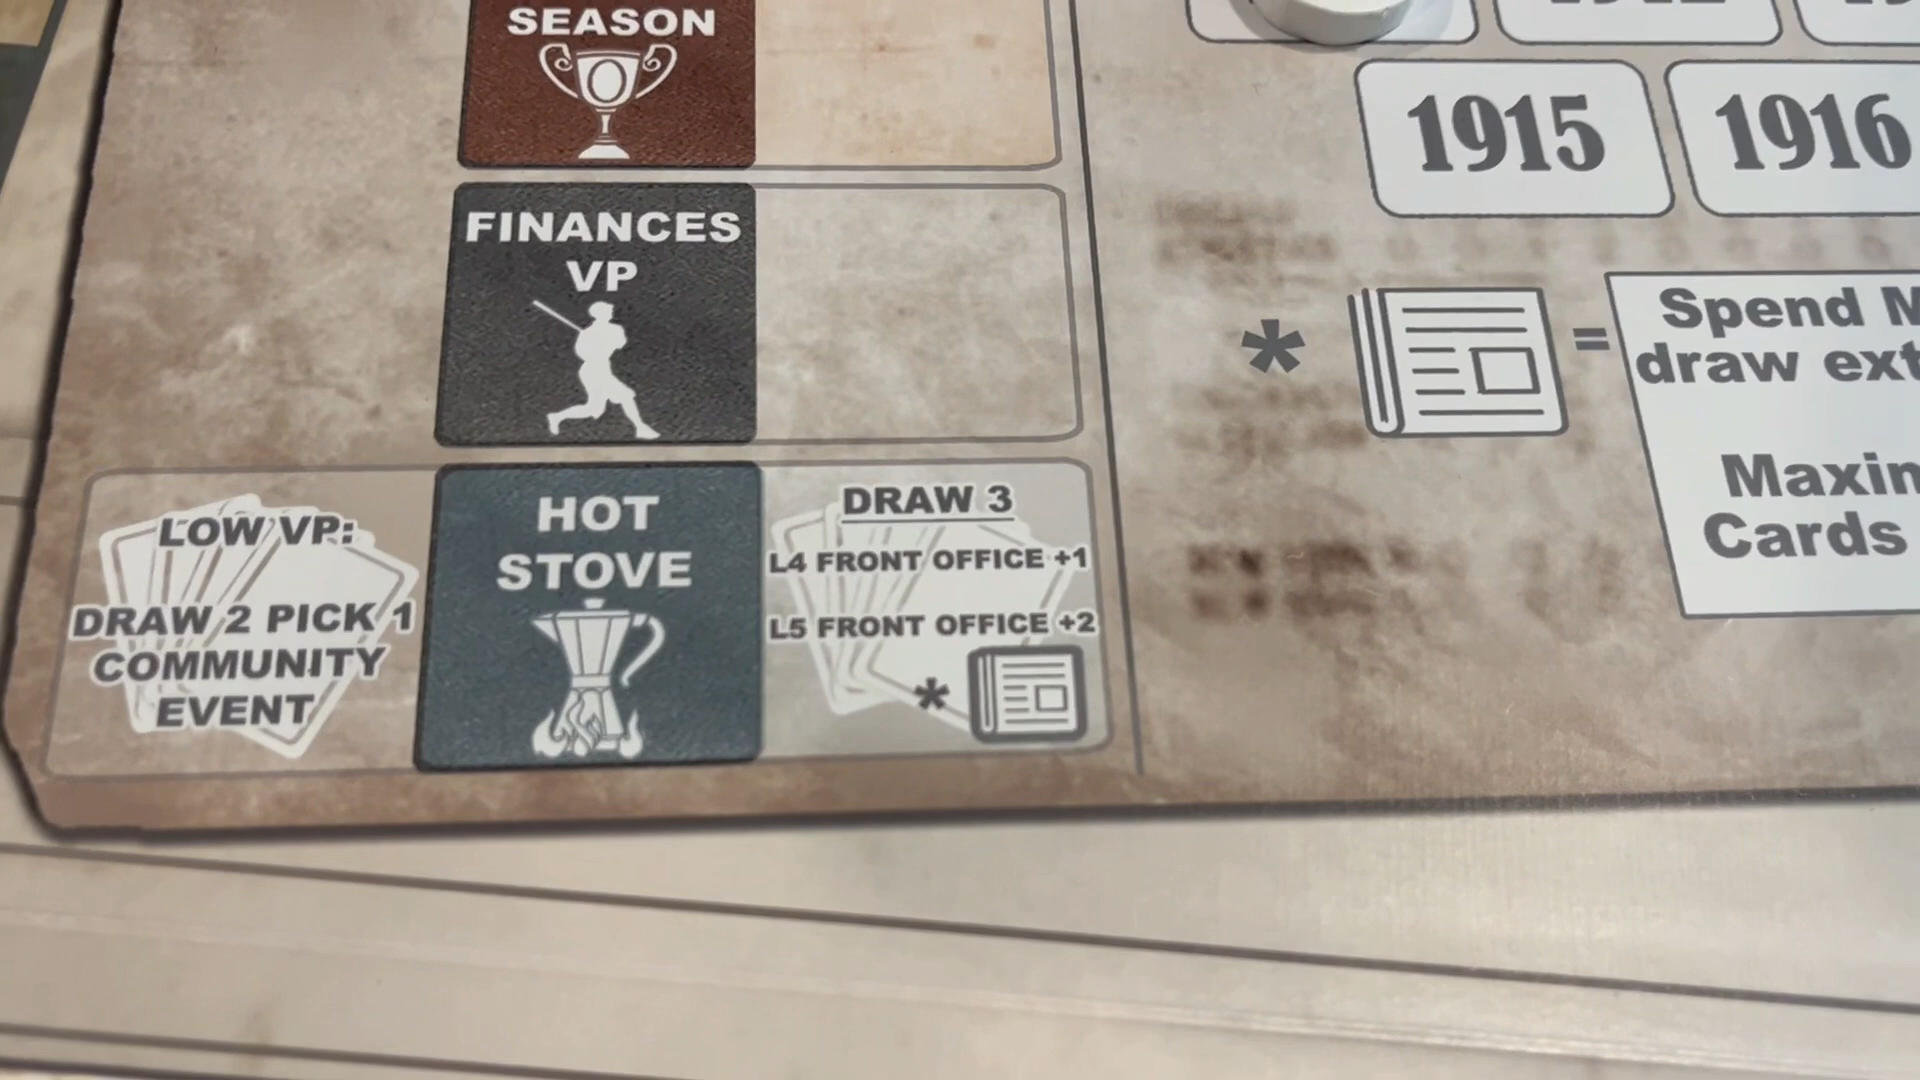 SEASON
FINANCES
VP
LOW VP:
DRAW 2 PICK 1
COMMUNITY
EVENT
HOT
STOVE
DRAW 3
L4 FRONT OFFICE +1
L5 FRONT OFFICE +2
*
1915
1916
* =
Spend M
draw ext
Maxin
Cards